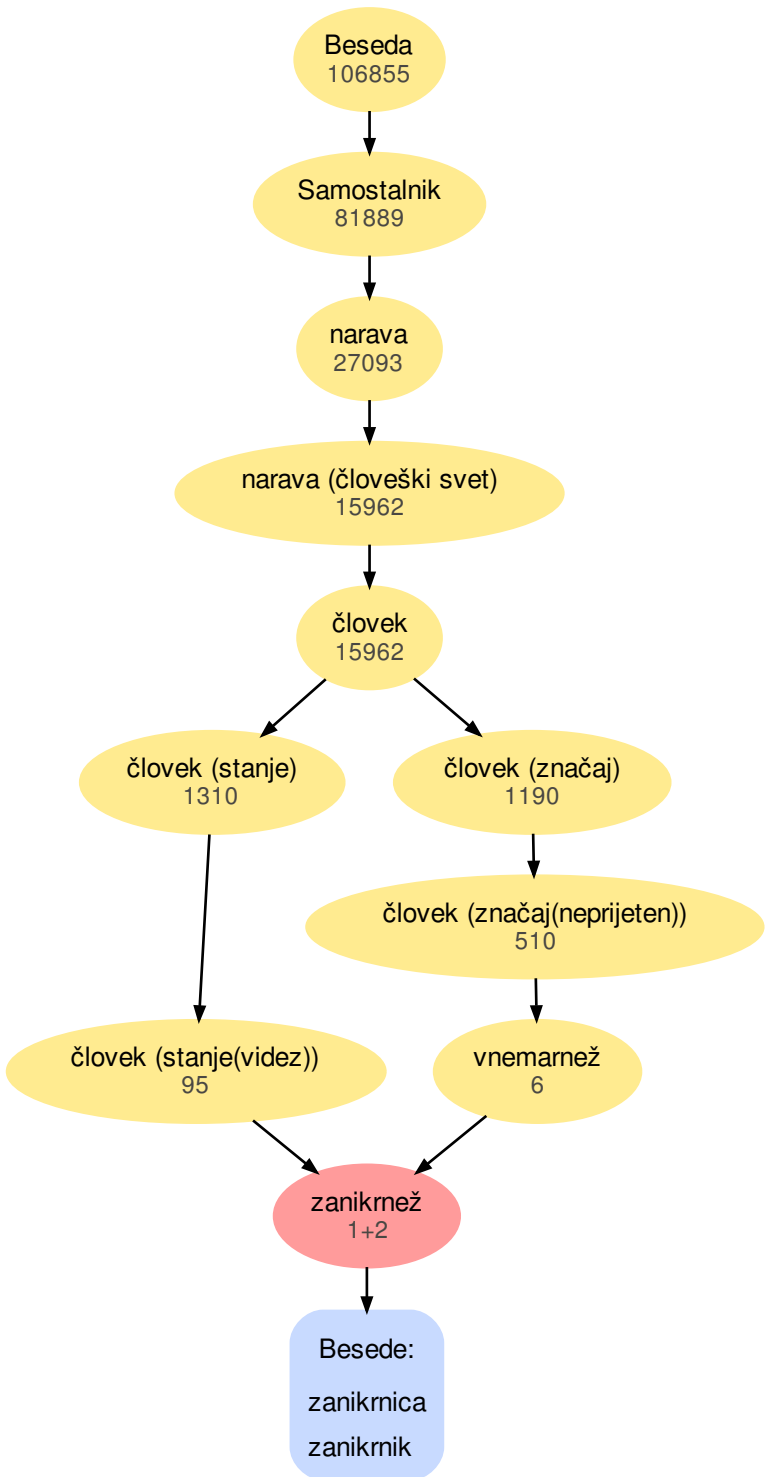 Beseda
106855
Samostalnik
81889
narava
27093
narava (človeški svet)
15962
človek
15962
človek (stanje)
1310
človek (značaj)
1190
človek (značaj(neprijeten))
510
človek (stanje(videz))
95
vnemarnež
6
zanikrnež
1+2
Besede:
zanikrnica
zanikrnik